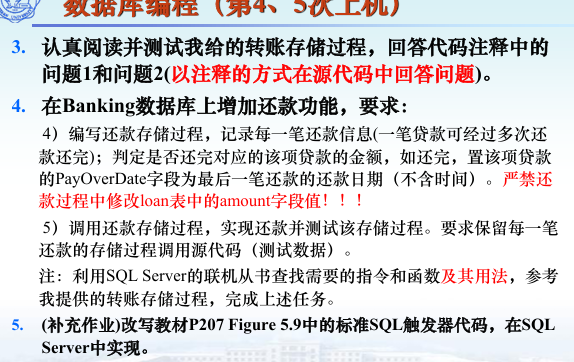 数据库编程（第4、5次上机）
3. 认真阅读并测试我给的转账存储过程，回答代码注释中的
问题1和问题2(以注释的方式在源代码中回答问题)。
4. 在Banking数据库上增加还款功能，要求：
4）编写还款存储过程，记录每一笔还款信息(一笔贷款可经过多次还
款还完)；判定是否还完对应的该项贷款的金额，如还完，置该项贷款
的PayOverDate字段为最后一笔还款的还款日期（不含时间）。严禁还
款过程中修改loan表中的amount字段值！！！
5）调用还款存储过程，实现还款并测试该存储过程。要求保留每一笔
还款的存储过程调用源代码（测试数据）。
注：利用SQL Server的联机从书查找需要的指令和函数及其用法，参考
我提供的转账存储过程，完成上述任务。
5. (补充作业)改写教材P207 Figure 5.9中的标准SQL触发器代码，在SQL
Server中实现。